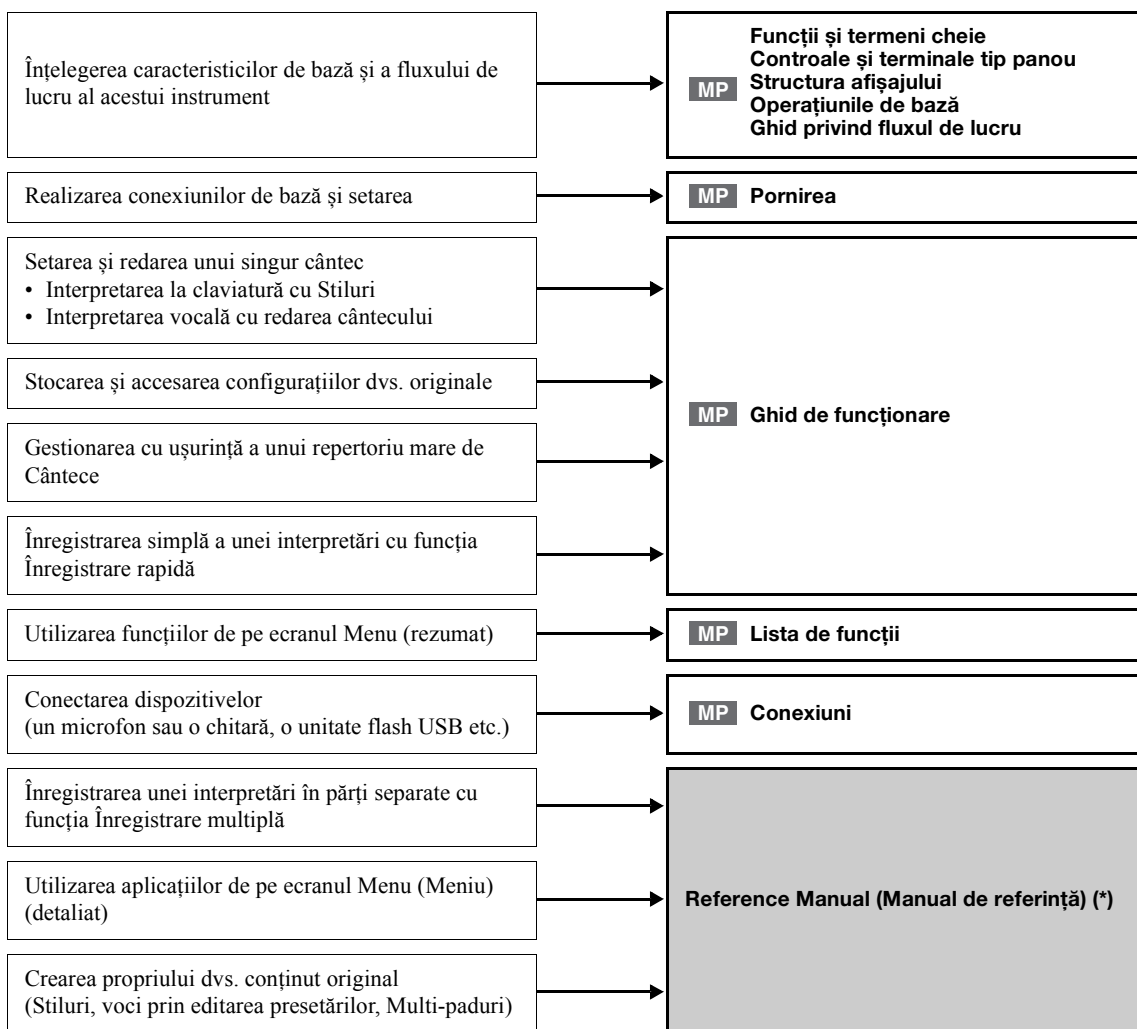 Înțelegerea caracteristicilor de bază și a fluxului de
lucru al acestui instrument
MP
Funcții și termeni cheie
Controale și terminale tip panou
Structura afișajului
Operațiunile de bază
Ghid privind fluxul de lucru
Realizarea conexiunilor de bază și setarea
MP Pornirea
Setarea și redarea unui singur cântec
• Interpretarea la claviatură cu Stiluri
• Interpretarea vocală cu redarea cântecului
Stocarea și accesarea configurațiilor dvs. originale
Gestionarea cu ușurință a unui repertoriu mare de
Cântece
Înregistrarea simplă a unei interpretări cu funcția
Înregistrare rapidă
MP Ghid de funcționare
Utilizarea funcțiilor de pe ecranul Menu (rezumat)
MP Lista de funcții
Conectarea dispozitivelor
(un microfon sau o chitară, o unitate flash USB etc.)
MP Conexiuni
Înregistrarea unei interpretări în părți separate cu
funcția Înregistrare multiplă
Utilizarea aplicațiilor de pe ecranul Menu (Meniu)
(detaliat)
Crearea propriului dvs. conținut original
(Stiluri, voci prin editarea presetărilor, Multi-paduri)
Reference Manual (Manual de referință) (*)